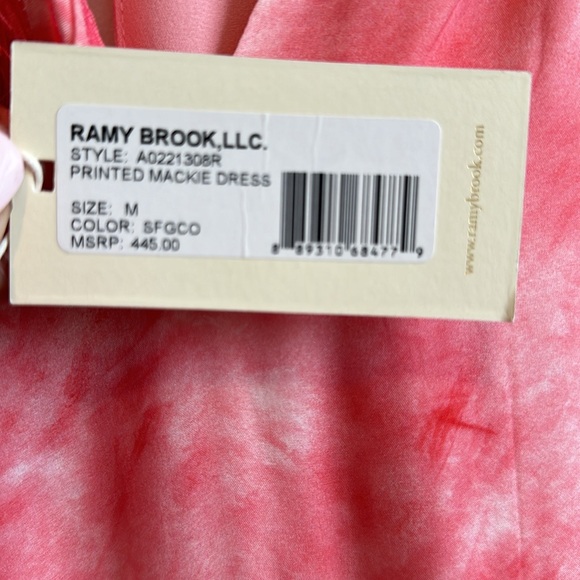 RAMY BROOK,LLC.
STYLE: A0221308R
PRINTED MACKIE DRESS
SIZE: M
COLOR: SFGCO
MSRP: 445.00
8 89310 68477 9
www.ramybrook.com